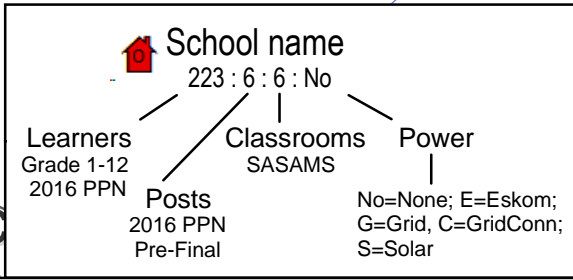 O School name
223 : 6 : 6 : No
Learners
Grade 1-12
2016 PPN
Posts
2016 PPN
Pre-Final
Classrooms
SASAMS
Power
No=None; E=Eskom;
G=Grid, C=GridConn;
S=Solar